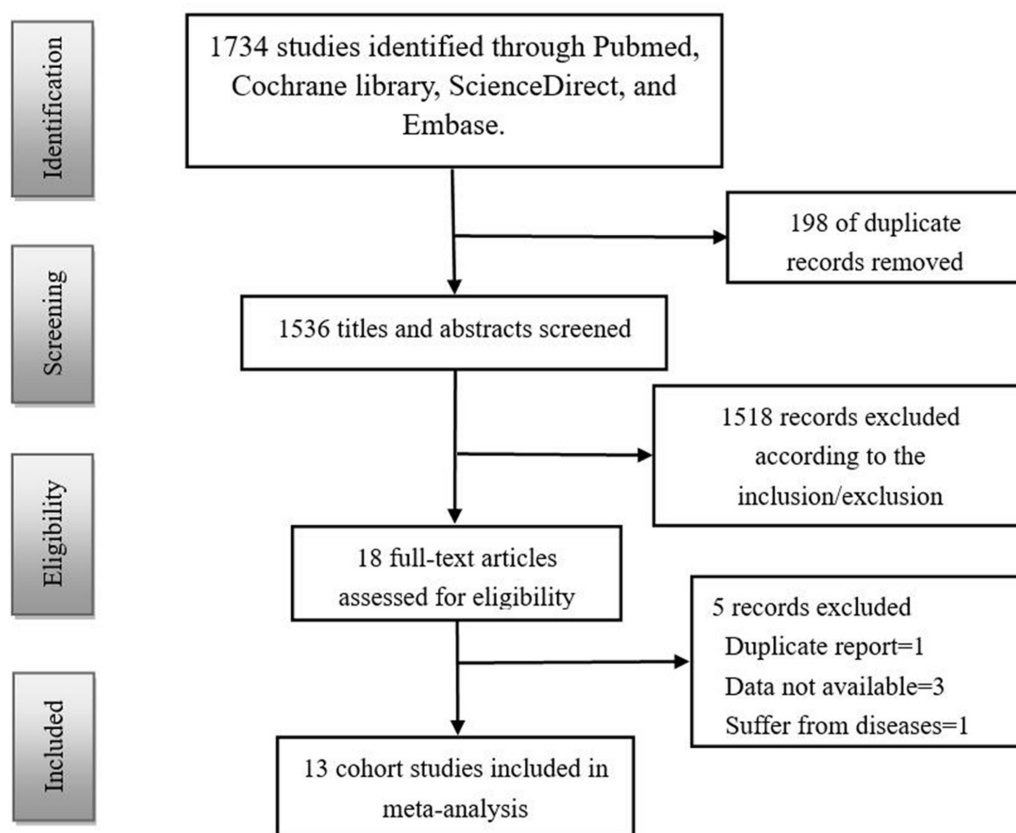 Identification
1734 studies identified through Pubmed,
Cochrane library, ScienceDirect, and
Embase.
198 of duplicate
records removed
Screening
1536 titles and abstracts screened
1518 records excluded
according to the
inclusion/exclusion
Eligibility
18 full-text articles
assessed for eligibility
5 records excluded
Duplicate report=1
Data not available=3
Suffer from diseases=1
Included
13 cohort studies included in
meta-analysis